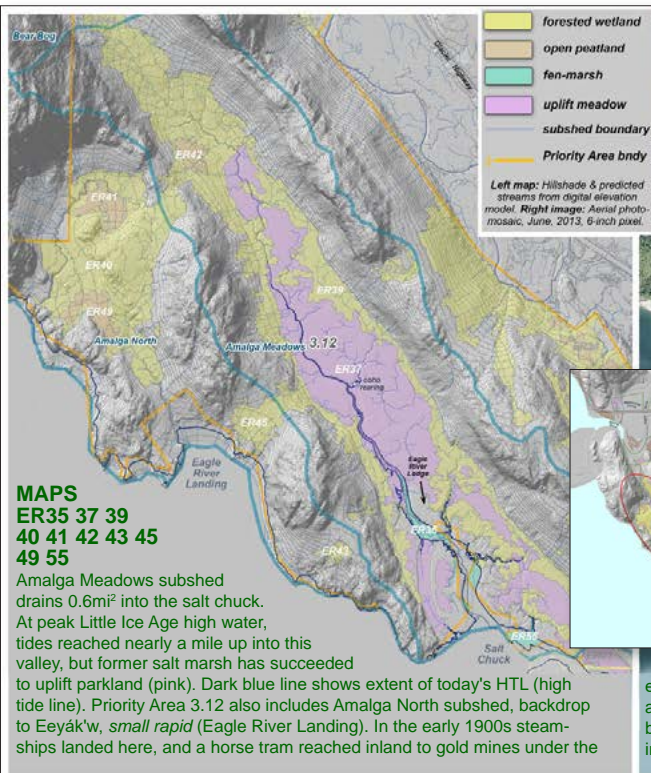 Bear Bog
Glacier Highway
forested wetland
open peatland
fen-marsh
uplift meadow
subshed boundary
Priority Area bndy
Left map: Hillshade & predicted
streams from digital elevation
model. Right image: Aerial photo-
mosaic, June, 2013, 6-inch pixel.
ER42
ER41
ER40
ER39
ER49
Amalga North
Amalga Meadows 3.12
ER37
coho
rearing
ER45
Eagle
River
Landing
Eagle
River
Lodge
ER35
ER43
ER55
Salt
Chuck
MAPS
ER35 37 39
40 41 42 43 45
49 55
Amalga Meadows subshed
drains 0.6mi² into the salt chuck.
At peak Little Ice Age high water,
tides reached nearly a mile up into this
valley, but former salt marsh has succeeded
to uplift parkland (pink). Dark blue line shows extent of today's HTL (high
tide line). Priority Area 3.12 also includes Amalga North subshed, backdrop
to Eeyák'w, small rapid (Eagle River Landing). In the early 1900s steam-
ships landed here, and a horse tram reached inland to gold mines under the